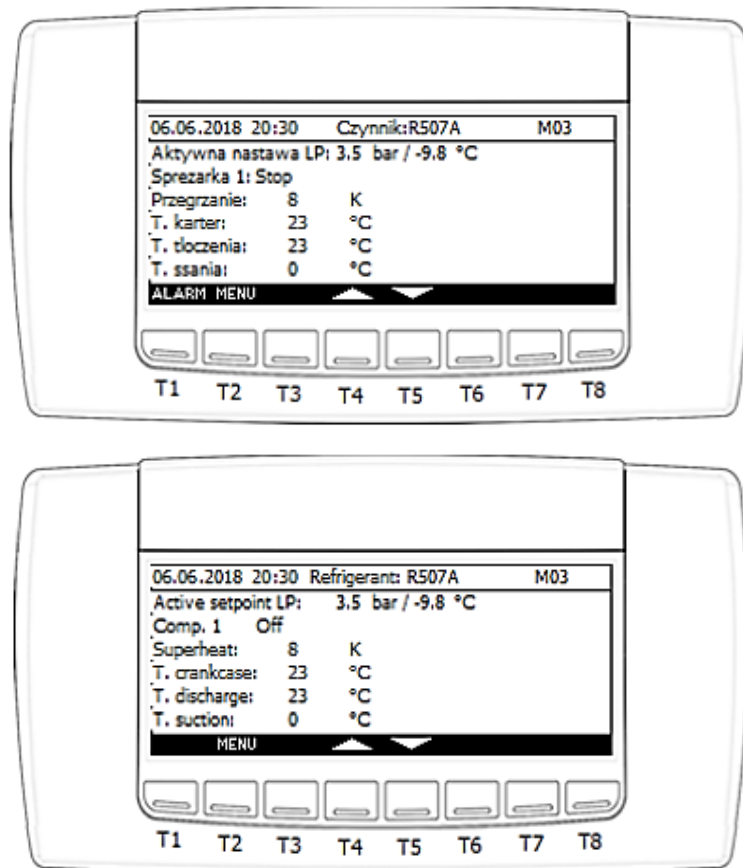 06.06.2018 20:30 Czynnik:R507A M03
Aktywna nastawa LP: 3.5 bar / -9.8 °C
Sprezarka 1: Stop
Przegrzanie: 8 K
T. karter: 23 °C
T. tloczenia: 23 °C
T. ssania: 0 °C
ALARM MENU
T1 T2 T3 T4 T5 T6 T7 T8
06.06.2018 20:30 Refrigerant: R507A M03
Active setpoint LP: 3.5 bar / -9.8 °C
Comp. 1 Off
Superheat: 8 K
T. crankcase: 23 °C
T. discharge: 23 °C
T. suction: 0 °C
MENU
T1 T2 T3 T4 T5 T6 T7 T8